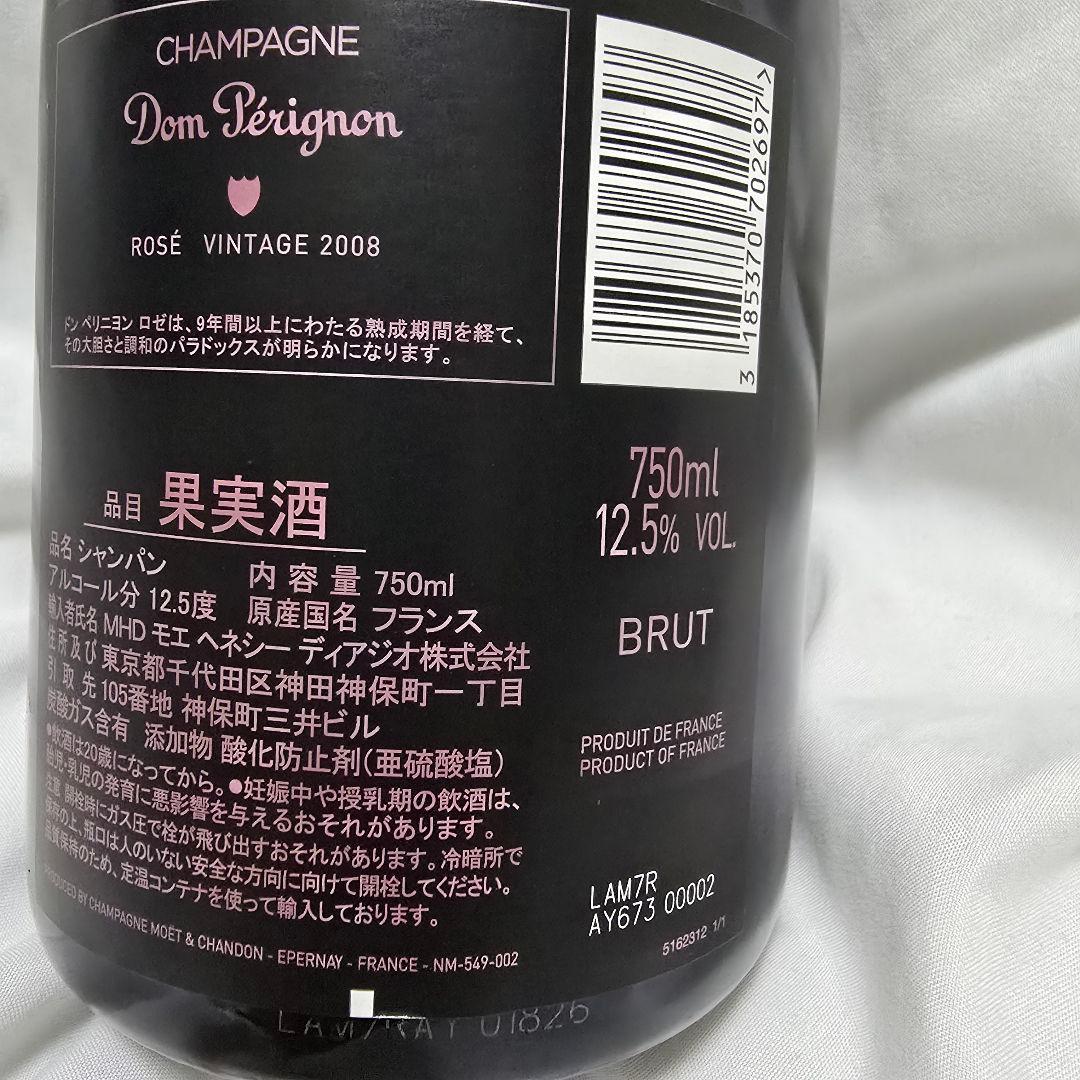 CHAMPAGNE
Dom Pérignon
ROSÉ VINTAGE 2008
ドン ペリニヨン ロゼは、9年間以上にわたる熟成期間を経て、
その大胆さと調和のパラドックスが明らかになります。
3 185370 702697 >
品目 果実酒
品名 シャンパン 内容量 750ml
アルコール分 12.5度 原産国名 フランス
輸入者氏名 MHD モエ ヘネシー ディアジオ株式会社
住所及び 東京都千代田区神田神保町一丁目
引取先 105番地 神保町三井ビル
炭酸ガス含有 添加物 酸化防止剤(亜硫酸塩)
●飲酒は20歳になってから。●妊娠中や授乳期の飲酒は、
胎児・乳児の発育に悪影響を与えるおそれがあります。
注意 開栓時にガス圧で栓が飛び出すおそれがあります。冷暗所で
保存の上、瓶口は人のいない安全な方向に向けて開栓してください。
品質保持のため、定温コンテナを使って輸入しております。
PRODUCED BY CHAMPAGNE MOËT & CHANDON - EPERNAY - FRANCE - NM-549-002
750ml
12.5% VOL.
BRUT
PRODUIT DE FRANCE
PRODUCT OF FRANCE
LAM7R
AY673 00002
5162312 1/1
LAM7RAY 01826